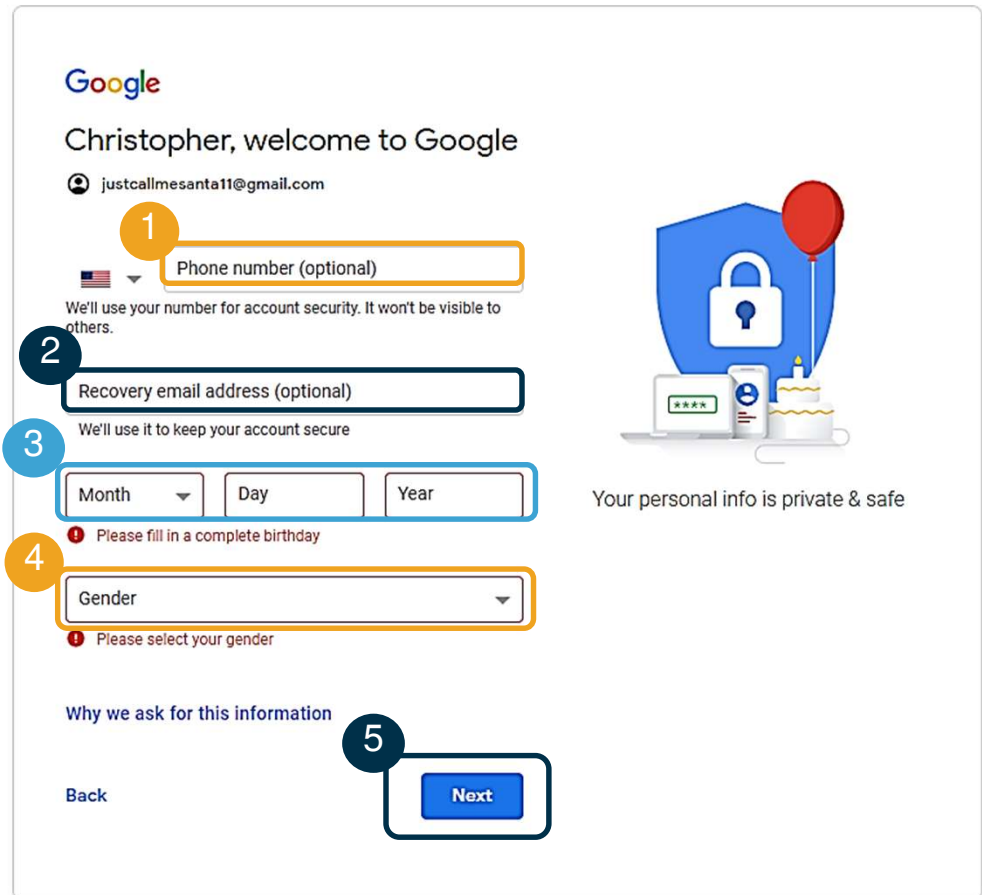 Google
Christopher, welcome to Google
justcallmesanta11@gmail.com
1
Phone number (optional)
We'll use your number for account security. It won't be visible to
others.
2
Recovery email address (optional)
We'll use it to keep your account secure
3
Month Day Year
Please fill in a complete birthday
4
Gender
Please select your gender
Why we ask for this information
5
Back Next
****
Your personal info is private & safe